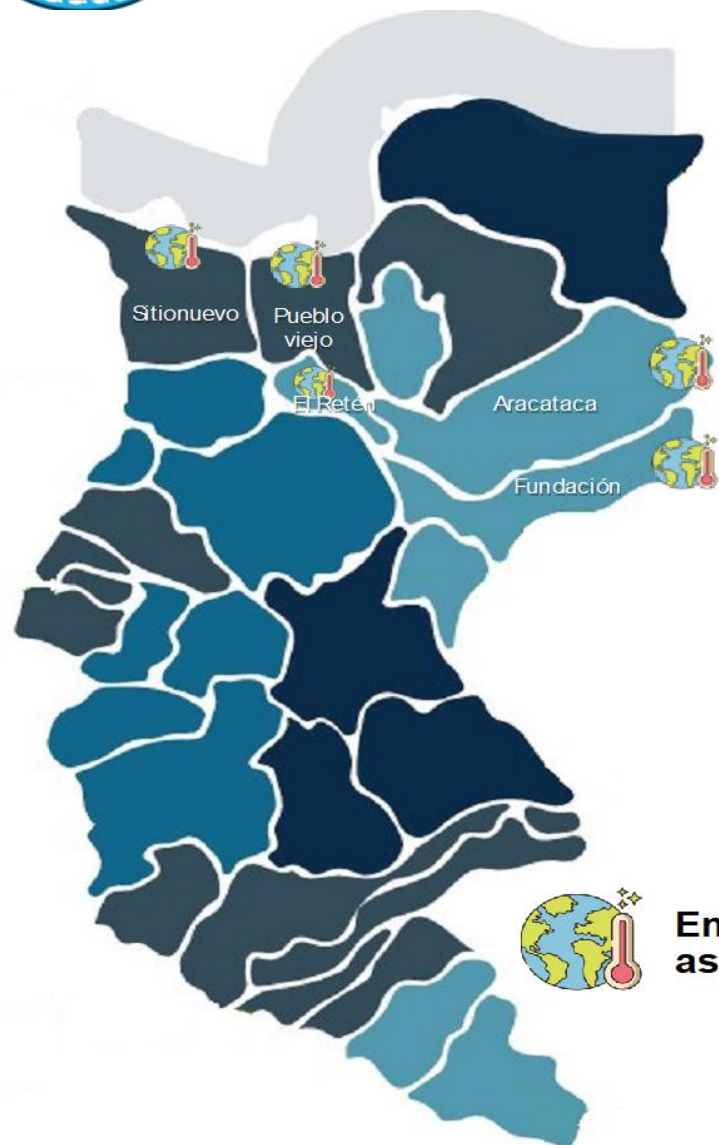 Sitionuevo
Pueblo
viejo
El Retén
Aracataca
Fundación
En
as